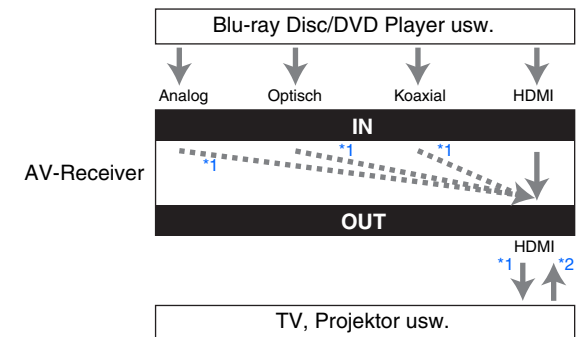 Blu-ray Disc/DVD Player usw.
Analog Optisch Koaxial HDMI
IN
*1 *1 *1
AV-Receiver
OUT
HDMI
*1 *2
TV, Projektor usw.